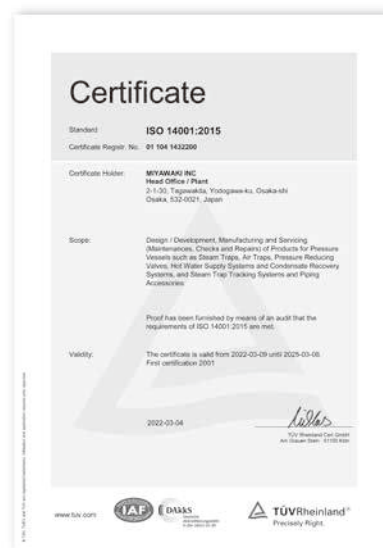 Certificate
Standard ISO 14001:2015
Certificate Registr. No. 01 104 1432200
Certificate Holder: MIYAWAKI INC
Head Office / Plant
2-1-30, Tagawakita, Yodogawa-ku, Osaka-shi
Osaka, 532-0021, Japan
Scope: Design / Development, Manufacturing and Servicing
(Maintenances, Checks and Repairs) of Products for Pressure
Vessels such as Steam Traps, Air Traps, Pressure Reducing
Valves, Hot Water Supply Systems and Condensate Recovery
Systems, and Steam Trap Tracking Systems and Piping
Accessories
Proof has been furnished by means of an audit that the
requirements of ISO 14001:2015 are met.
Validity: The certificate is valid from 2022-03-09 until 2025-03-08.
First certification 2001
2022-03-04
TÜV Rheinland Cert GmbH
Am Grauen Stein · 51105 Köln
www.tuv.com
IAF
DAkkS
TÜVRheinland®
Precisely Right.